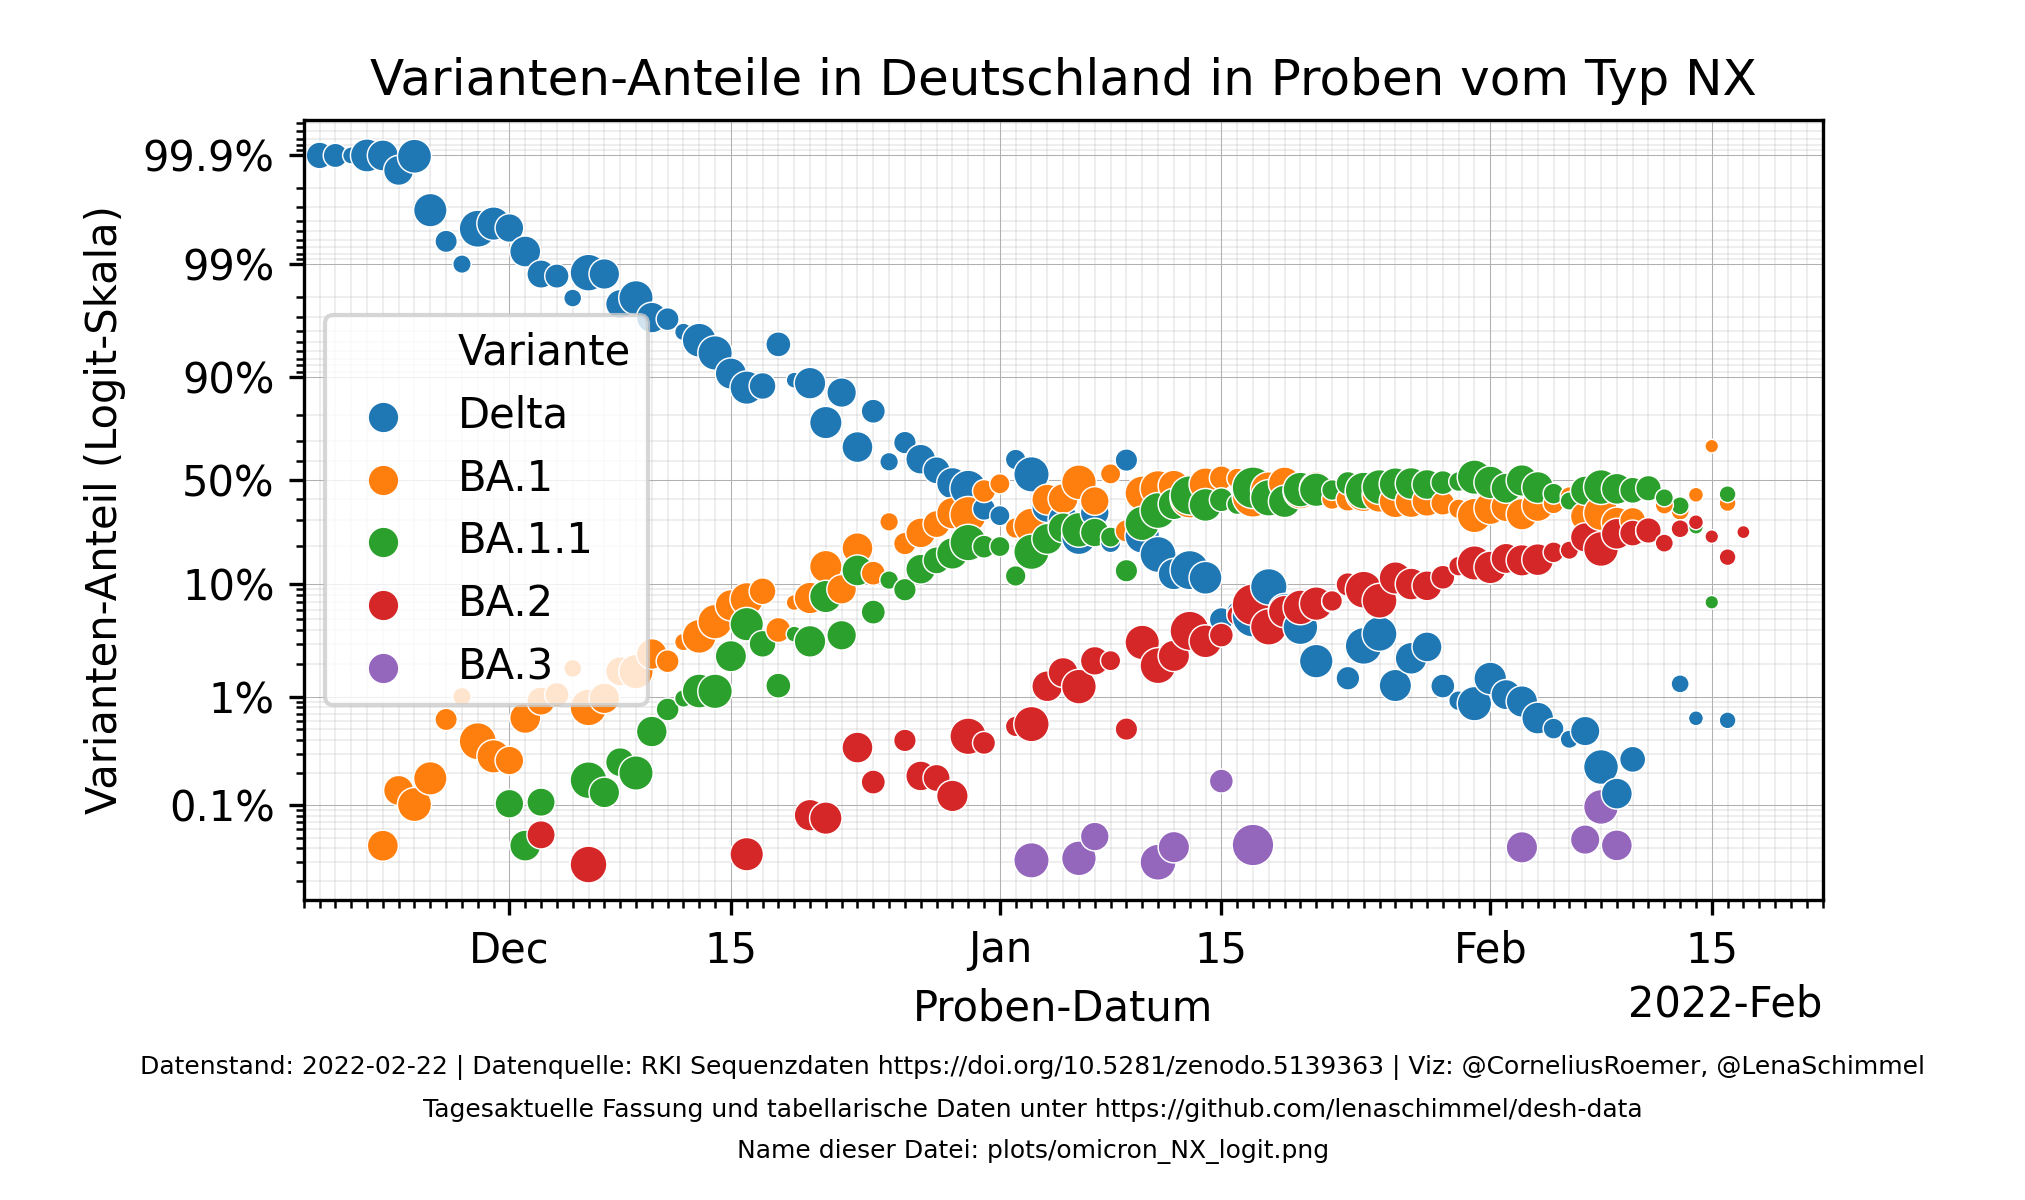 Varianten-Anteile in Deutschland in Proben vom Typ NX
Varianten-Anteil (Logit-Skala)
99.9%
99%
90%
50%
10%
1%
0.1%
Variante
Delta
BA.1
BA.1.1
BA.2
BA.3
Dec
15
Jan
15
Feb
15
Proben-Datum
2022-Feb
Datenstand: 2022-02-22 | Datenquelle: RKI Sequenzdaten https://doi.org/10.5281/zenodo.5139363 | Viz: @CorneliusRoemer, @LenaSchimmel
Tagesaktuelle Fassung und tabellarische Daten unter https://github.com/lenaschimmel/desh-data
Name dieser Datei: plots/omicron_NX_logit.png